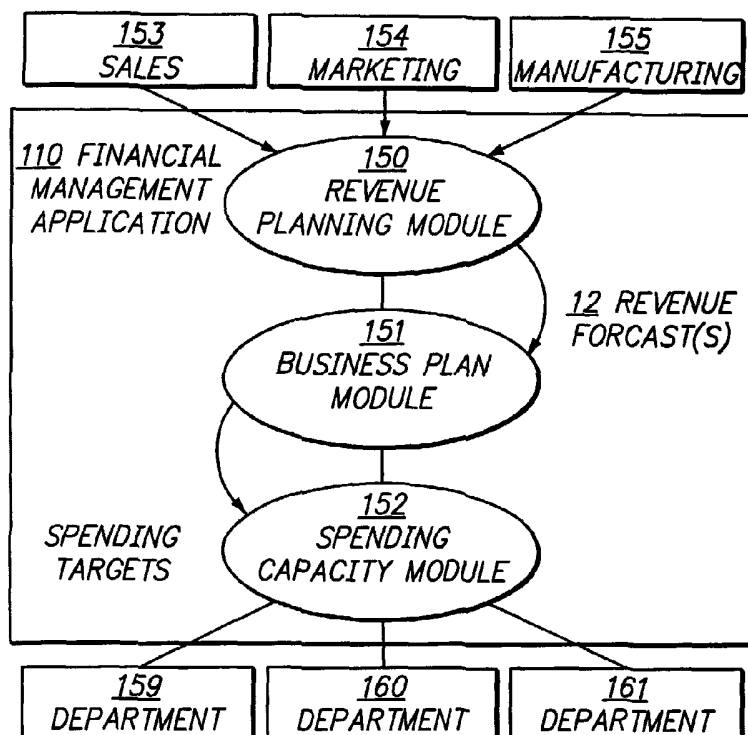 153
SALES
154
MARKETING
155
MANUFACTURING
110 FINANCIAL
MANAGEMENT
APPLICATION
150
REVENUE
PLANNING MODULE
12 REVENUE
FORCAST(S)
151
BUSINESS PLAN
MODULE
SPENDING
TARGETS
152
SPENDING
CAPACITY MODULE
159
DEPARTMENT
160
DEPARTMENT
161
DEPARTMENT